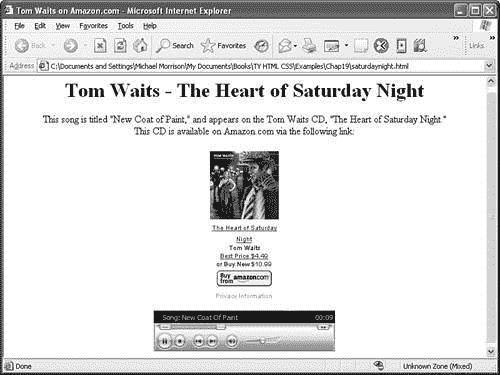 Tom Waits on Amazon.com - Microsoft Internet Explorer
File Edit View Favorites Tools Help
Back Search Favorites Links
Address C:\Documents and Settings\Michael Morrison\My Documents\Books\TY HTML CSS\Examples\Chap19\saturdaynight.html
Tom Waits - The Heart of Saturday Night
This song is titled "New Coat of Paint," and appears on the Tom Waits CD, "The Heart of Saturday Night."
This CD is available on Amazon.com via the following link:
TOM WAITS
The Heart of Saturday
Night
Tom Waits
Best Price $4.49
or Buy New $10.99
Buy from amazon.com
Privacy Information
Song: New Coat Of Paint 00:09
Done Unknown Zone (Mixed)